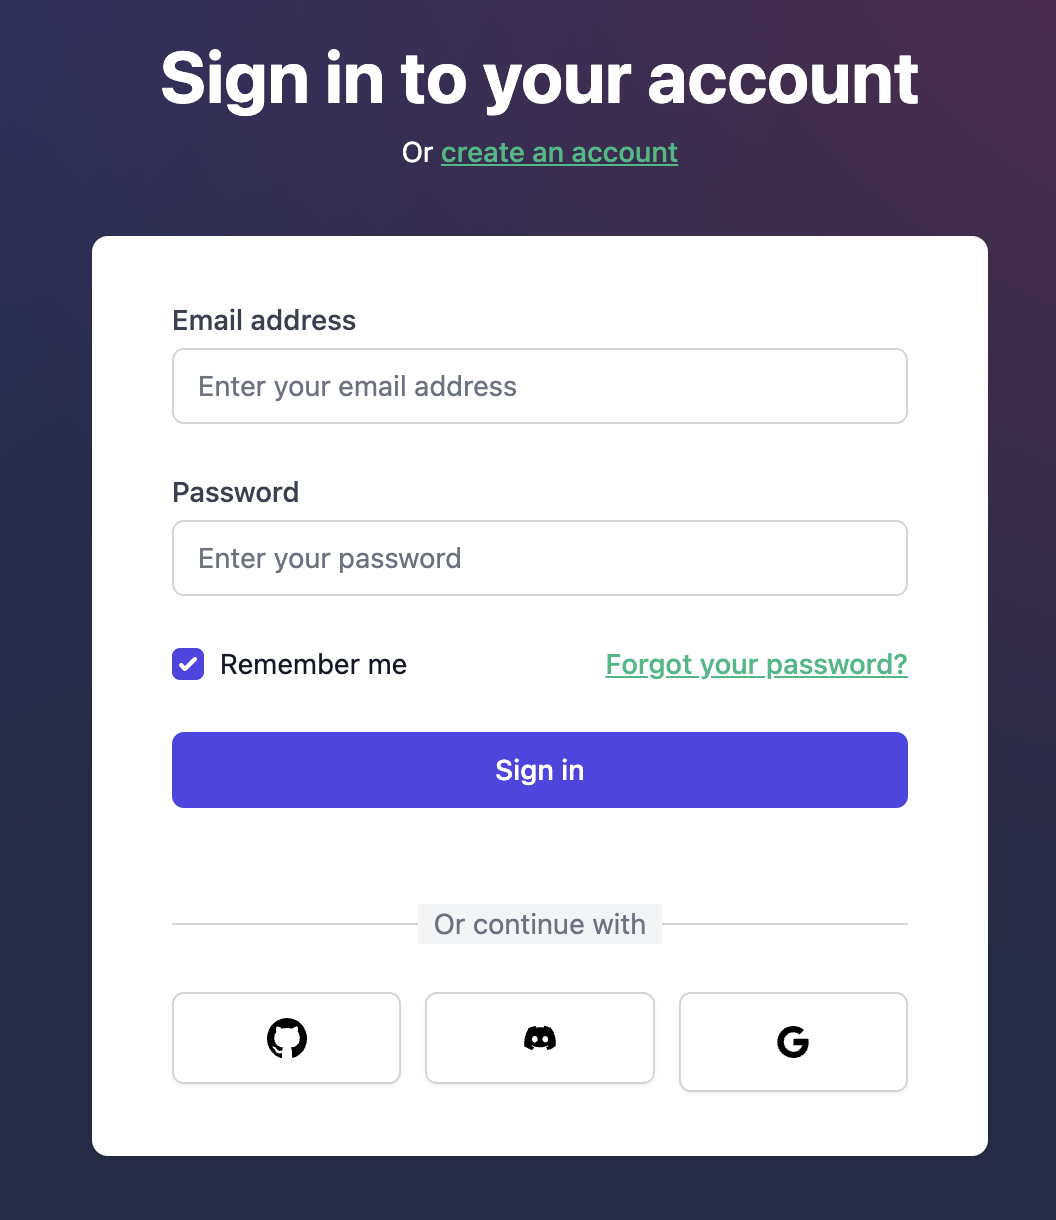 Sign in to your account
Or create an account
Email address
Enter your email address
Password
Enter your password
Remember me
Forgot your password?
Sign in
Or continue with